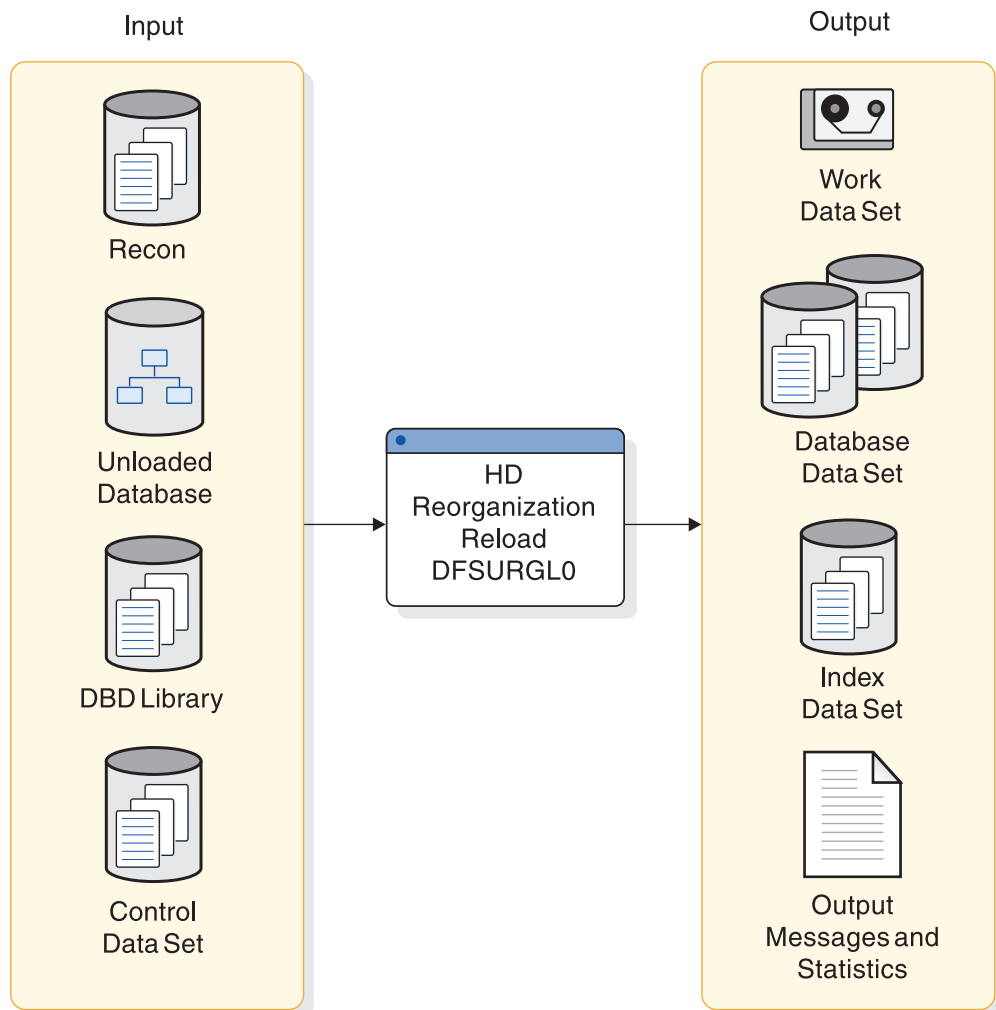 Input
Recon
Unloaded
Database
DBD Library
Control
Data Set
HD
Reorganization
Reload
DFSURGL0
Output
Work
Data Set
Database
Data Set
Index
Data Set
Output
Messages and
Statistics